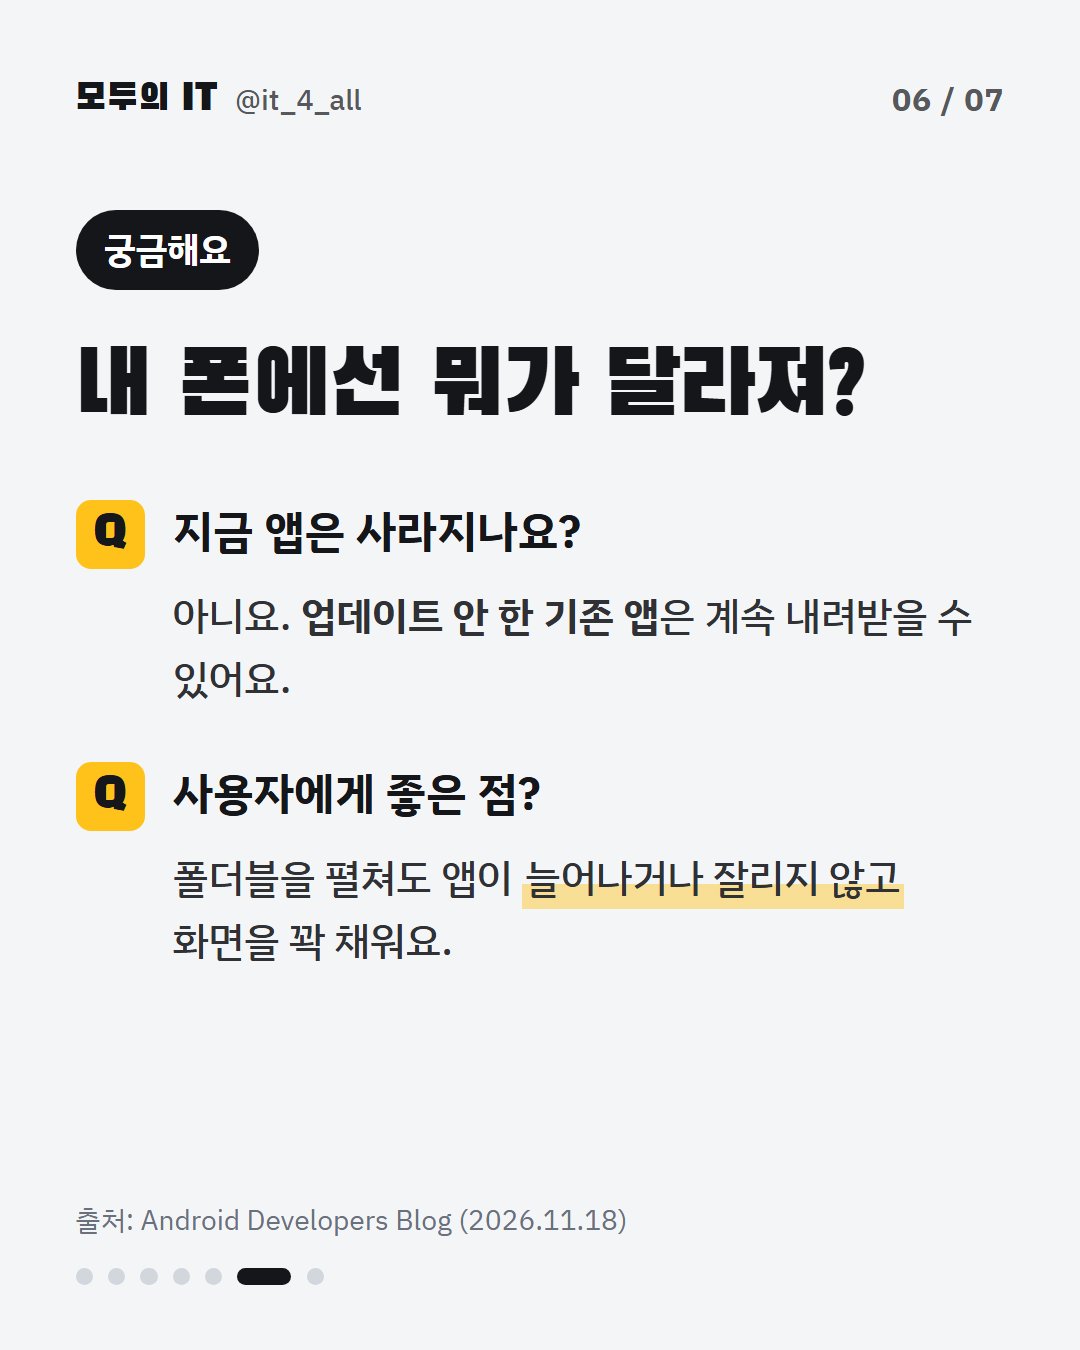 모두의 IT @it_4_all
06 / 07
궁금해요
내 폰에선 뭐가 달라져?
Q 지금 앱은 사라지나요?
아니요. 업데이트 안 한 기존 앱은 계속 내려받을 수
있어요.
Q 사용자에게 좋은 점?
폴더블을 펼쳐도 앱이 늘어나거나 잘리지 않고
화면을 꽉 채워요.
출처: Android Developers Blog (2026.11.18)